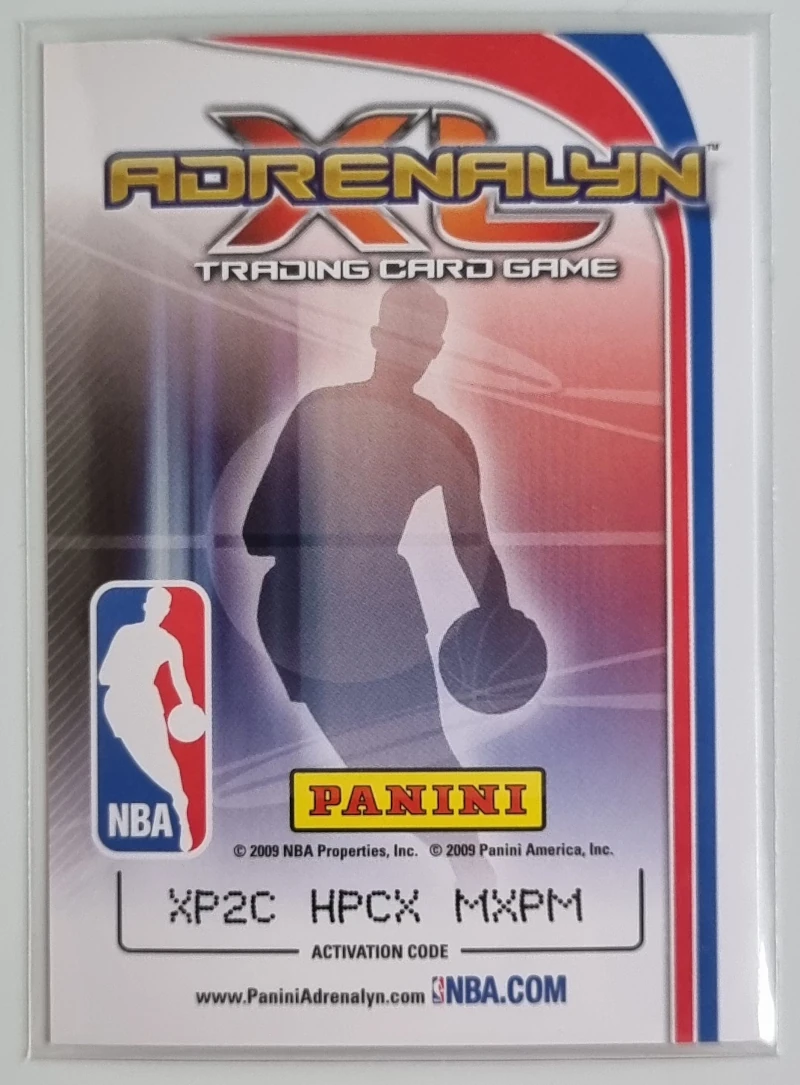 XL
ADRENALYN™
TRADING CARD GAME
NBA
PANINI
© 2009 NBA Properties, Inc. © 2009 Panini America, Inc.
XP2C HPCX MXPM
ACTIVATION CODE
www.PaniniAdrenalyn.com NBA.COM